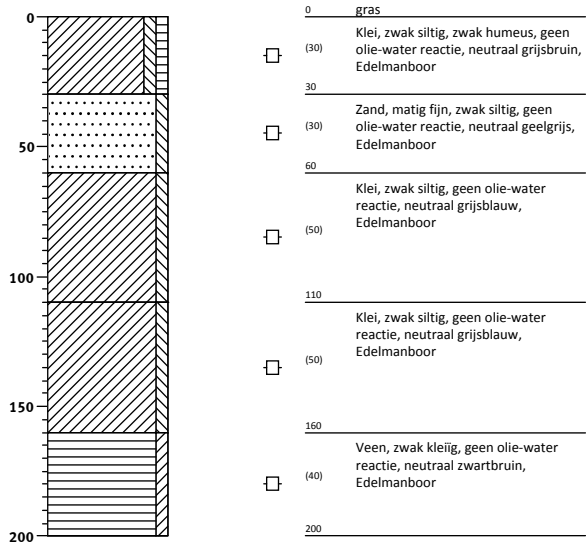 0
50
100
150
200
0 gras
(30) Klei, zwak siltig, zwak humeus, geen
olie-water reactie, neutraal grijsbruin,
Edelmanboor
30
(30) Zand, matig fijn, zwak siltig, geen
olie-water reactie, neutraal geelgrijs,
Edelmanboor
60
(50) Klei, zwak siltig, geen olie-water
reactie, neutraal grijsblauw,
Edelmanboor
110
(50) Klei, zwak siltig, geen olie-water
reactie, neutraal grijsblauw,
Edelmanboor
160
(40) Veen, zwak kleiïg, geen olie-water
reactie, neutraal zwartbruin,
Edelmanboor
200